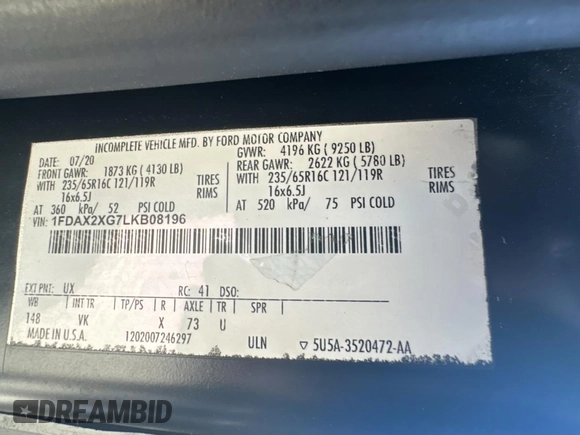 INCOMPLETE VEHICLE MFD. BY FORD MOTOR COMPANY
DATE: 07/20 GVWR: 4196 KG ( 9250 LB)
FRONT GAWR: 1873 KG ( 4130 LB) REAR GAWR: 2622 KG ( 5780 LB)
WITH 235/65R16C 121/119R TIRES WITH 235/65R16C 121/119R TIRES
16x6.5J RIMS 16x6.5J RIMS
AT 360 kPa/ 52 PSI COLD AT 520 kPa/ 75 PSI COLD
VIN: 1FDAX2XG7LKB08196
EXT PNT: UX RC: 41 DSO:
WB INT TR TP/PS R AXLE TR SPR
148 VK X 73 U
MADE IN U.S.A. 1202007246297 ULN ▽ 5U5A-3520472-AA
DREAMBID